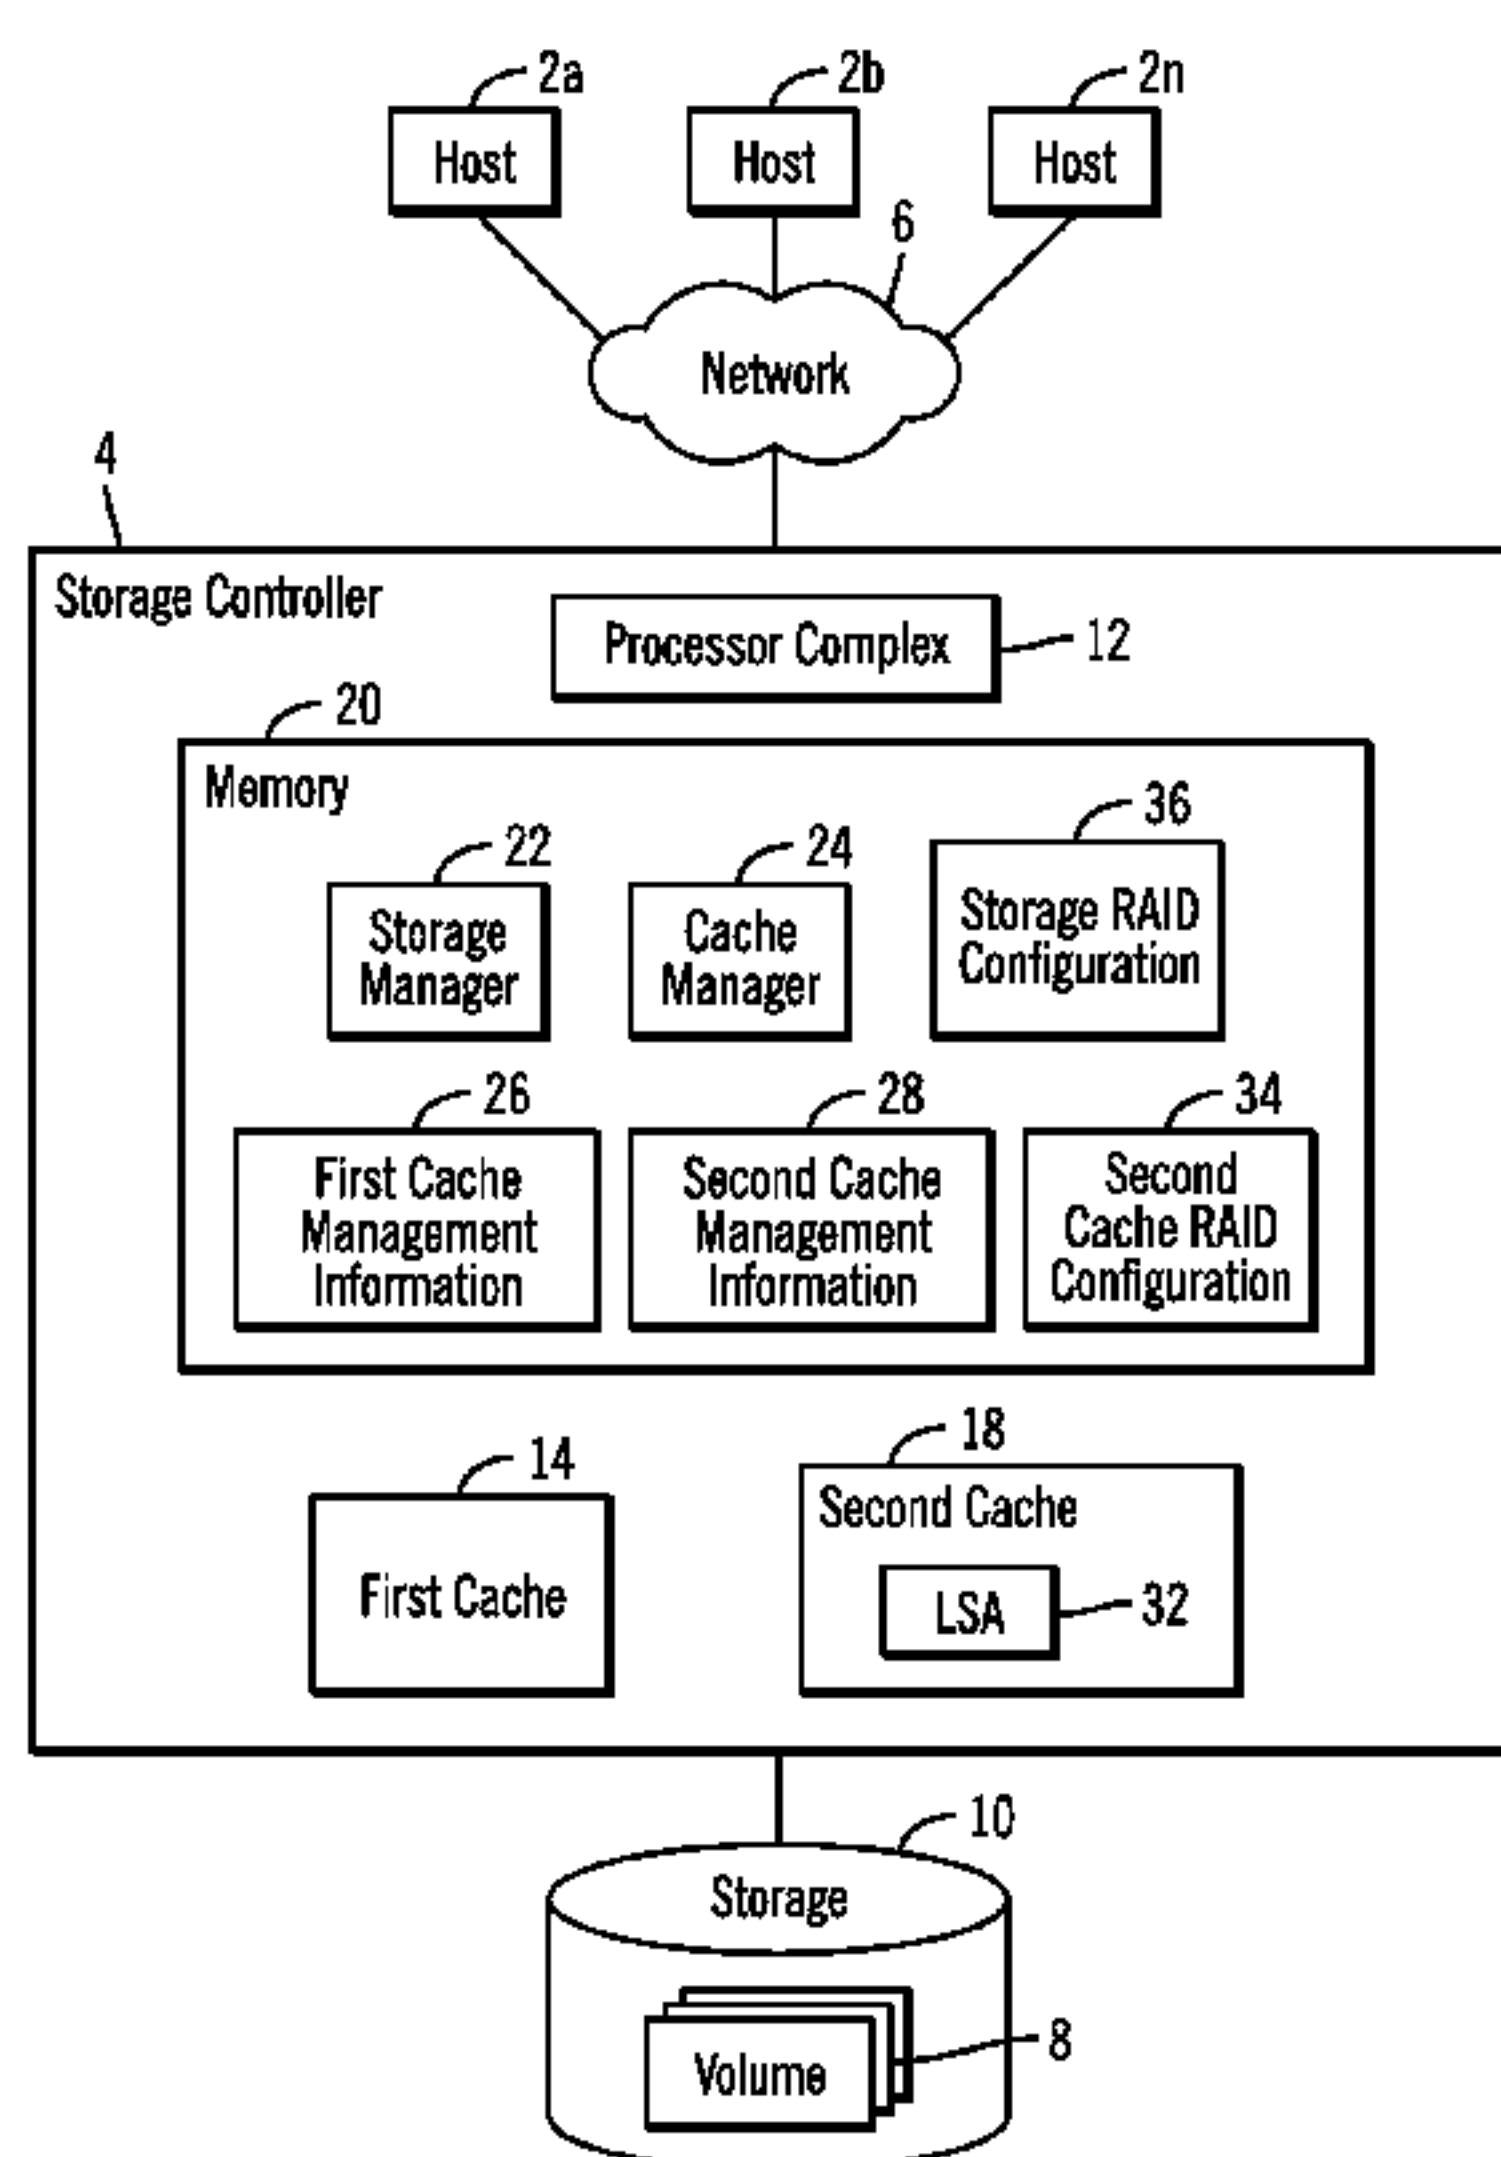 2a 2b 2n
Host Host Host
6
Network
4
Storage Controller
Processor Complex 12
20
Memory
36
22 24
Storage RAID
Configuration
Storage
Manager
Cache
Manager
26 28 34
First Cache
Management
Information
Second Cache
Management
Information
Second
Cache RAID
Configuration
14
18
First Cache
Second Cache
LSA 32
10
Storage
Volume 8